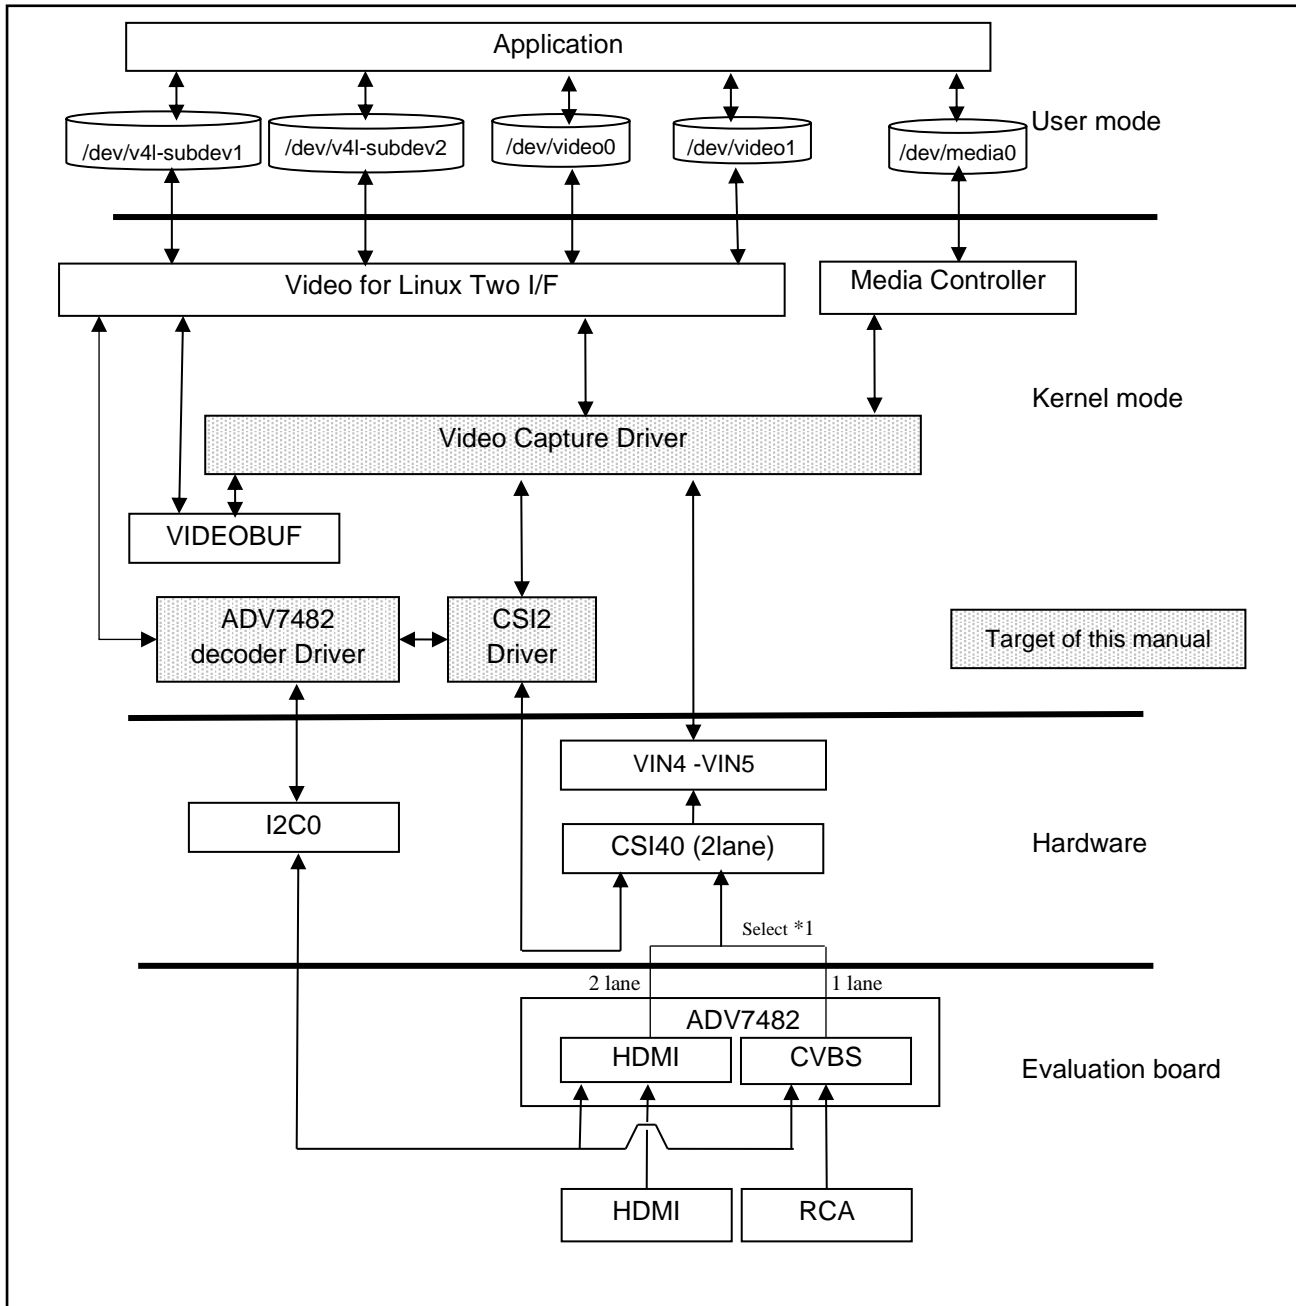 Application
/dev/v4l-subdev1
/dev/v4l-subdev2
/dev/video0
/dev/video1
/dev/media0
User mode
Video for Linux Two I/F
Media Controller
Kernel mode
Video Capture Driver
VIDEOBUF
ADV7482
decoder Driver
CSI2
Driver
Target of this manual
VIN4 -VIN5
I2C0
CSI40 (2lane)
Hardware
Select *1
2 lane
1 lane
ADV7482
HDMI
CVBS
Evaluation board
HDMI
RCA